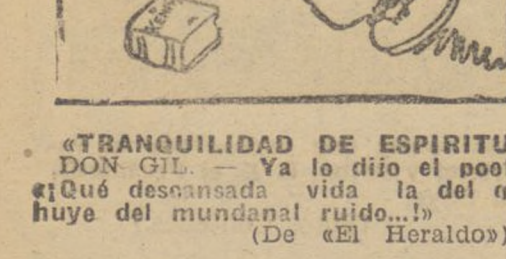 «TRANQUILIDAD DE ESPIRITU
DON GIL. — Ya lo dijo el poet
«¡Qué descansada vida la del q
huye del mundanal ruido...!»
(De «El Heraldo»)